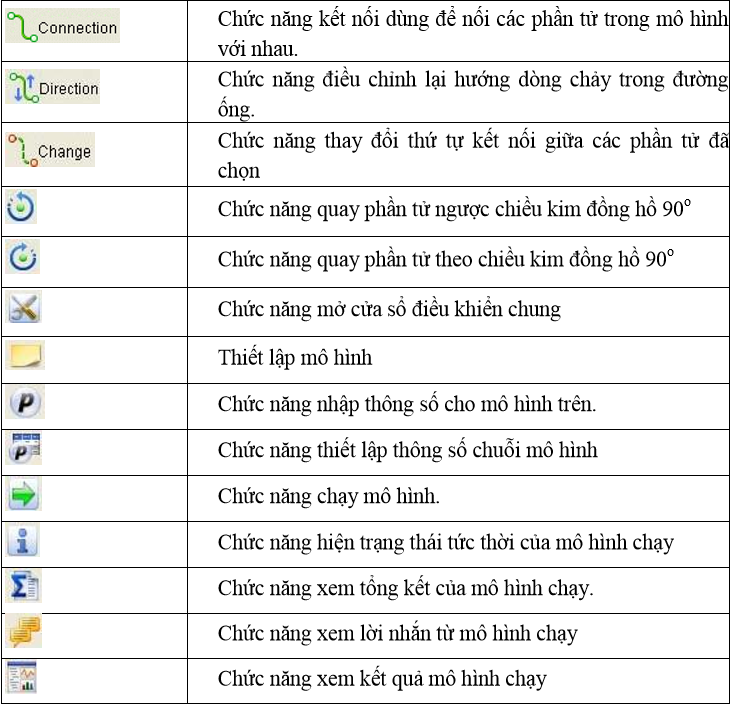 Connection
Chức năng kết nối dùng để nối các phần tử trong mô hình
với nhau.
Direction
Chức năng điều chỉnh lại hướng dòng chảy trong đường
ống.
Change
Chức năng thay đổi thứ tự kết nối giữa các phần tử đã
chọn
Chức năng quay phần tử ngược chiều kim đồng hồ 90°
Chức năng quay phần tử theo chiều kim đồng hồ 90°
Chức năng mở cửa sổ điều khiển chung
Thiết lập mô hình
P
Chức năng nhập thông số cho mô hình trên.
P
Chức năng thiết lập thông số chuỗi mô hình
Chức năng chạy mô hình.
i
Chức năng hiện trạng thái tức thời của mô hình chạy
Σ
Chức năng xem tổng kết của mô hình chạy.
Chức năng xem lời nhắn từ mô hình chạy
Chức năng xem kết quả mô hình chạy